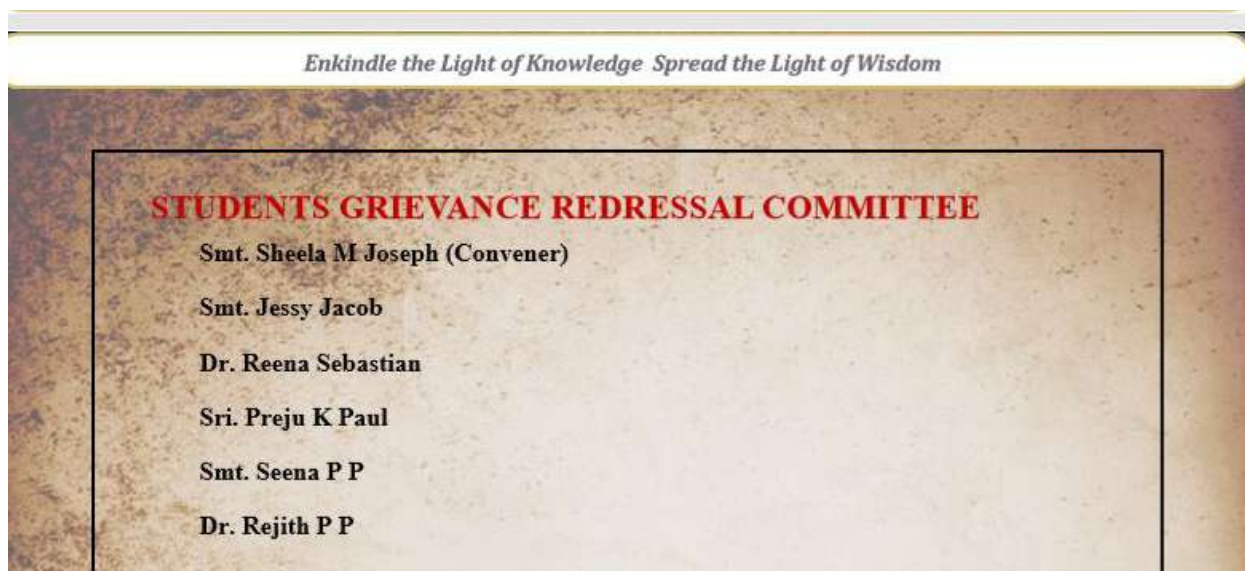 Enkindle the Light of Knowledge Spread the Light of Wisdom
STUDENTS GRIEVANCE REDRESSAL COMMITTEE
Smt. Sheela M Joseph (Convener)
Smt. Jessy Jacob
Dr. Reena Sebastian
Sri. Preju K Paul
Smt. Seena P P
Dr. Rejith P P